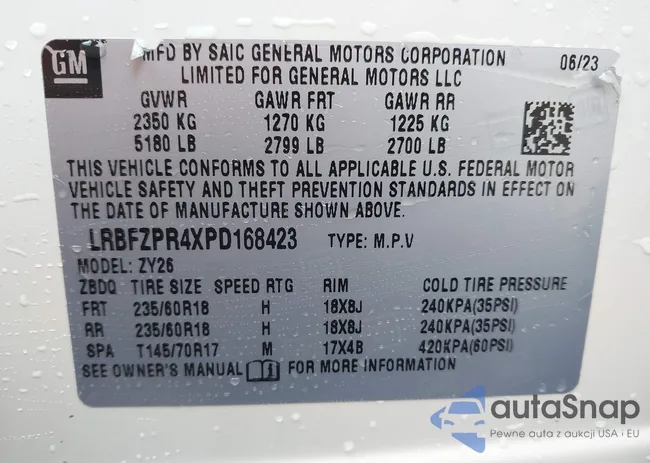 GM
MFD BY SAIC GENERAL MOTORS CORPORATION 06/23
LIMITED FOR GENERAL MOTORS LLC
GVWR GAWR FRT GAWR RR
2350 KG 1270 KG 1225 KG
5180 LB 2799 LB 2700 LB
THIS VEHICLE CONFORMS TO ALL APPLICABLE U.S. FEDERAL MOTOR
VEHICLE SAFETY AND THEFT PREVENTION STANDARDS IN EFFECT ON
THE DATE OF MANUFACTURE SHOWN ABOVE.
LRBFZPR4XPD168423 TYPE: M.P.V
MODEL: ZY26
ZBDQ TIRE SIZE SPEED RTG RIM COLD TIRE PRESSURE
FRT 235/60R18 H 18X8J 240KPA(35PSI)
RR 235/60R18 H 18X8J 240KPA(35PSI)
SPA T145/70R17 M 17X4B 420KPA(60PSI)
SEE OWNER'S MANUAL FOR MORE INFORMATION
autaSnap
Pewne auta z aukcji USA i EU